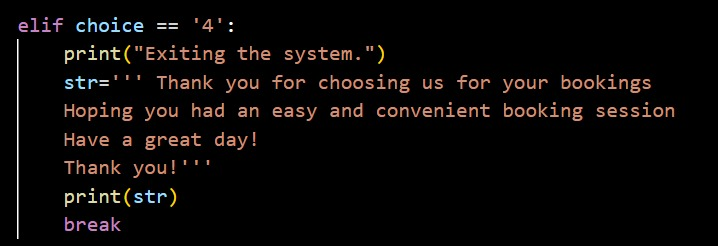 elif choice == '4':
    print("Exiting the system.")
    str=''' Thank you for choosing us for your bookings
    Hoping you had an easy and convenient booking session
    Have a great day!
    Thank you!'''
    print(str)
    break